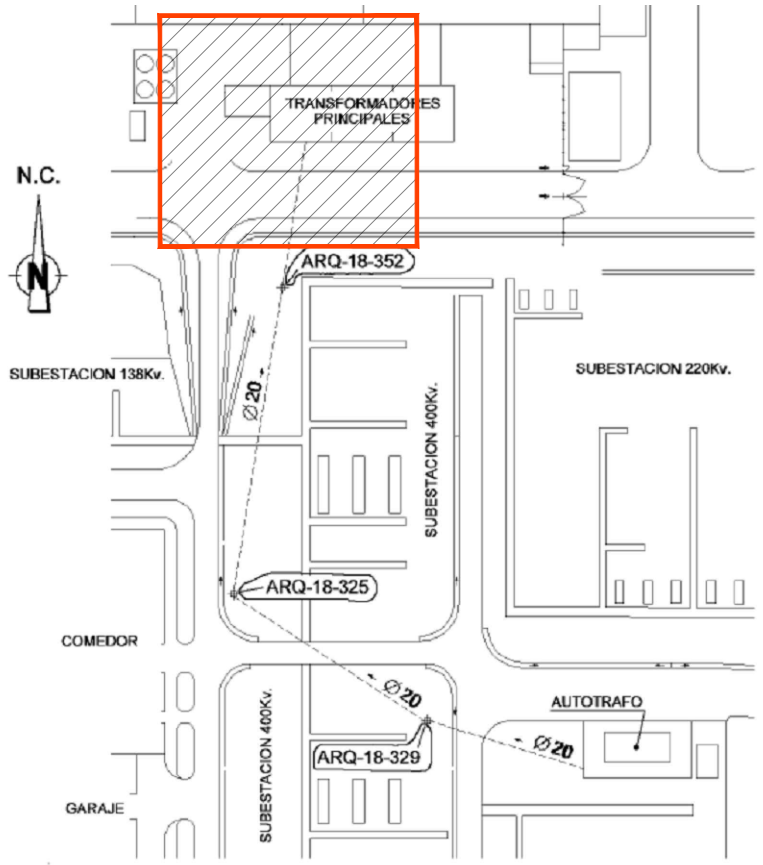 TRANSFORMADORES
PRINCIPALES
N.C.
N
ARQ-18-352
SUBESTACION 138Kv.
SUBESTACION 220Kv.
Ø20
SUBESTACION 400Kv.
ARQ-18-325
COMEDOR
Ø20
AUTOTRAFO
SUBESTACION 400Kv.
ARQ-18-329
Ø20
GARAJE